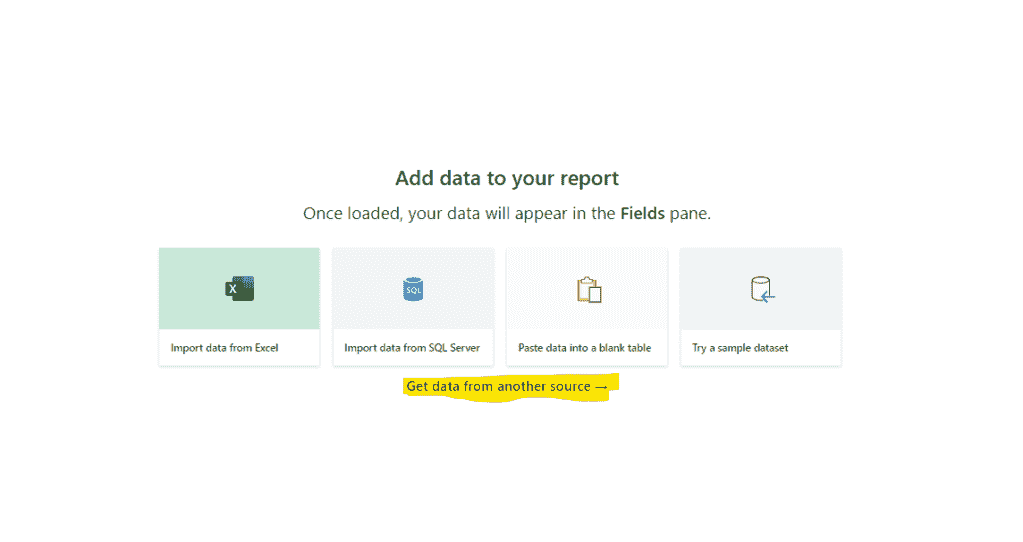 Add data to your report
Once loaded, your data will appear in the Fields pane.
X
SQL
Import data from Excel
Import data from SQL Server
Paste data into a blank table
Try a sample dataset
Get data from another source →